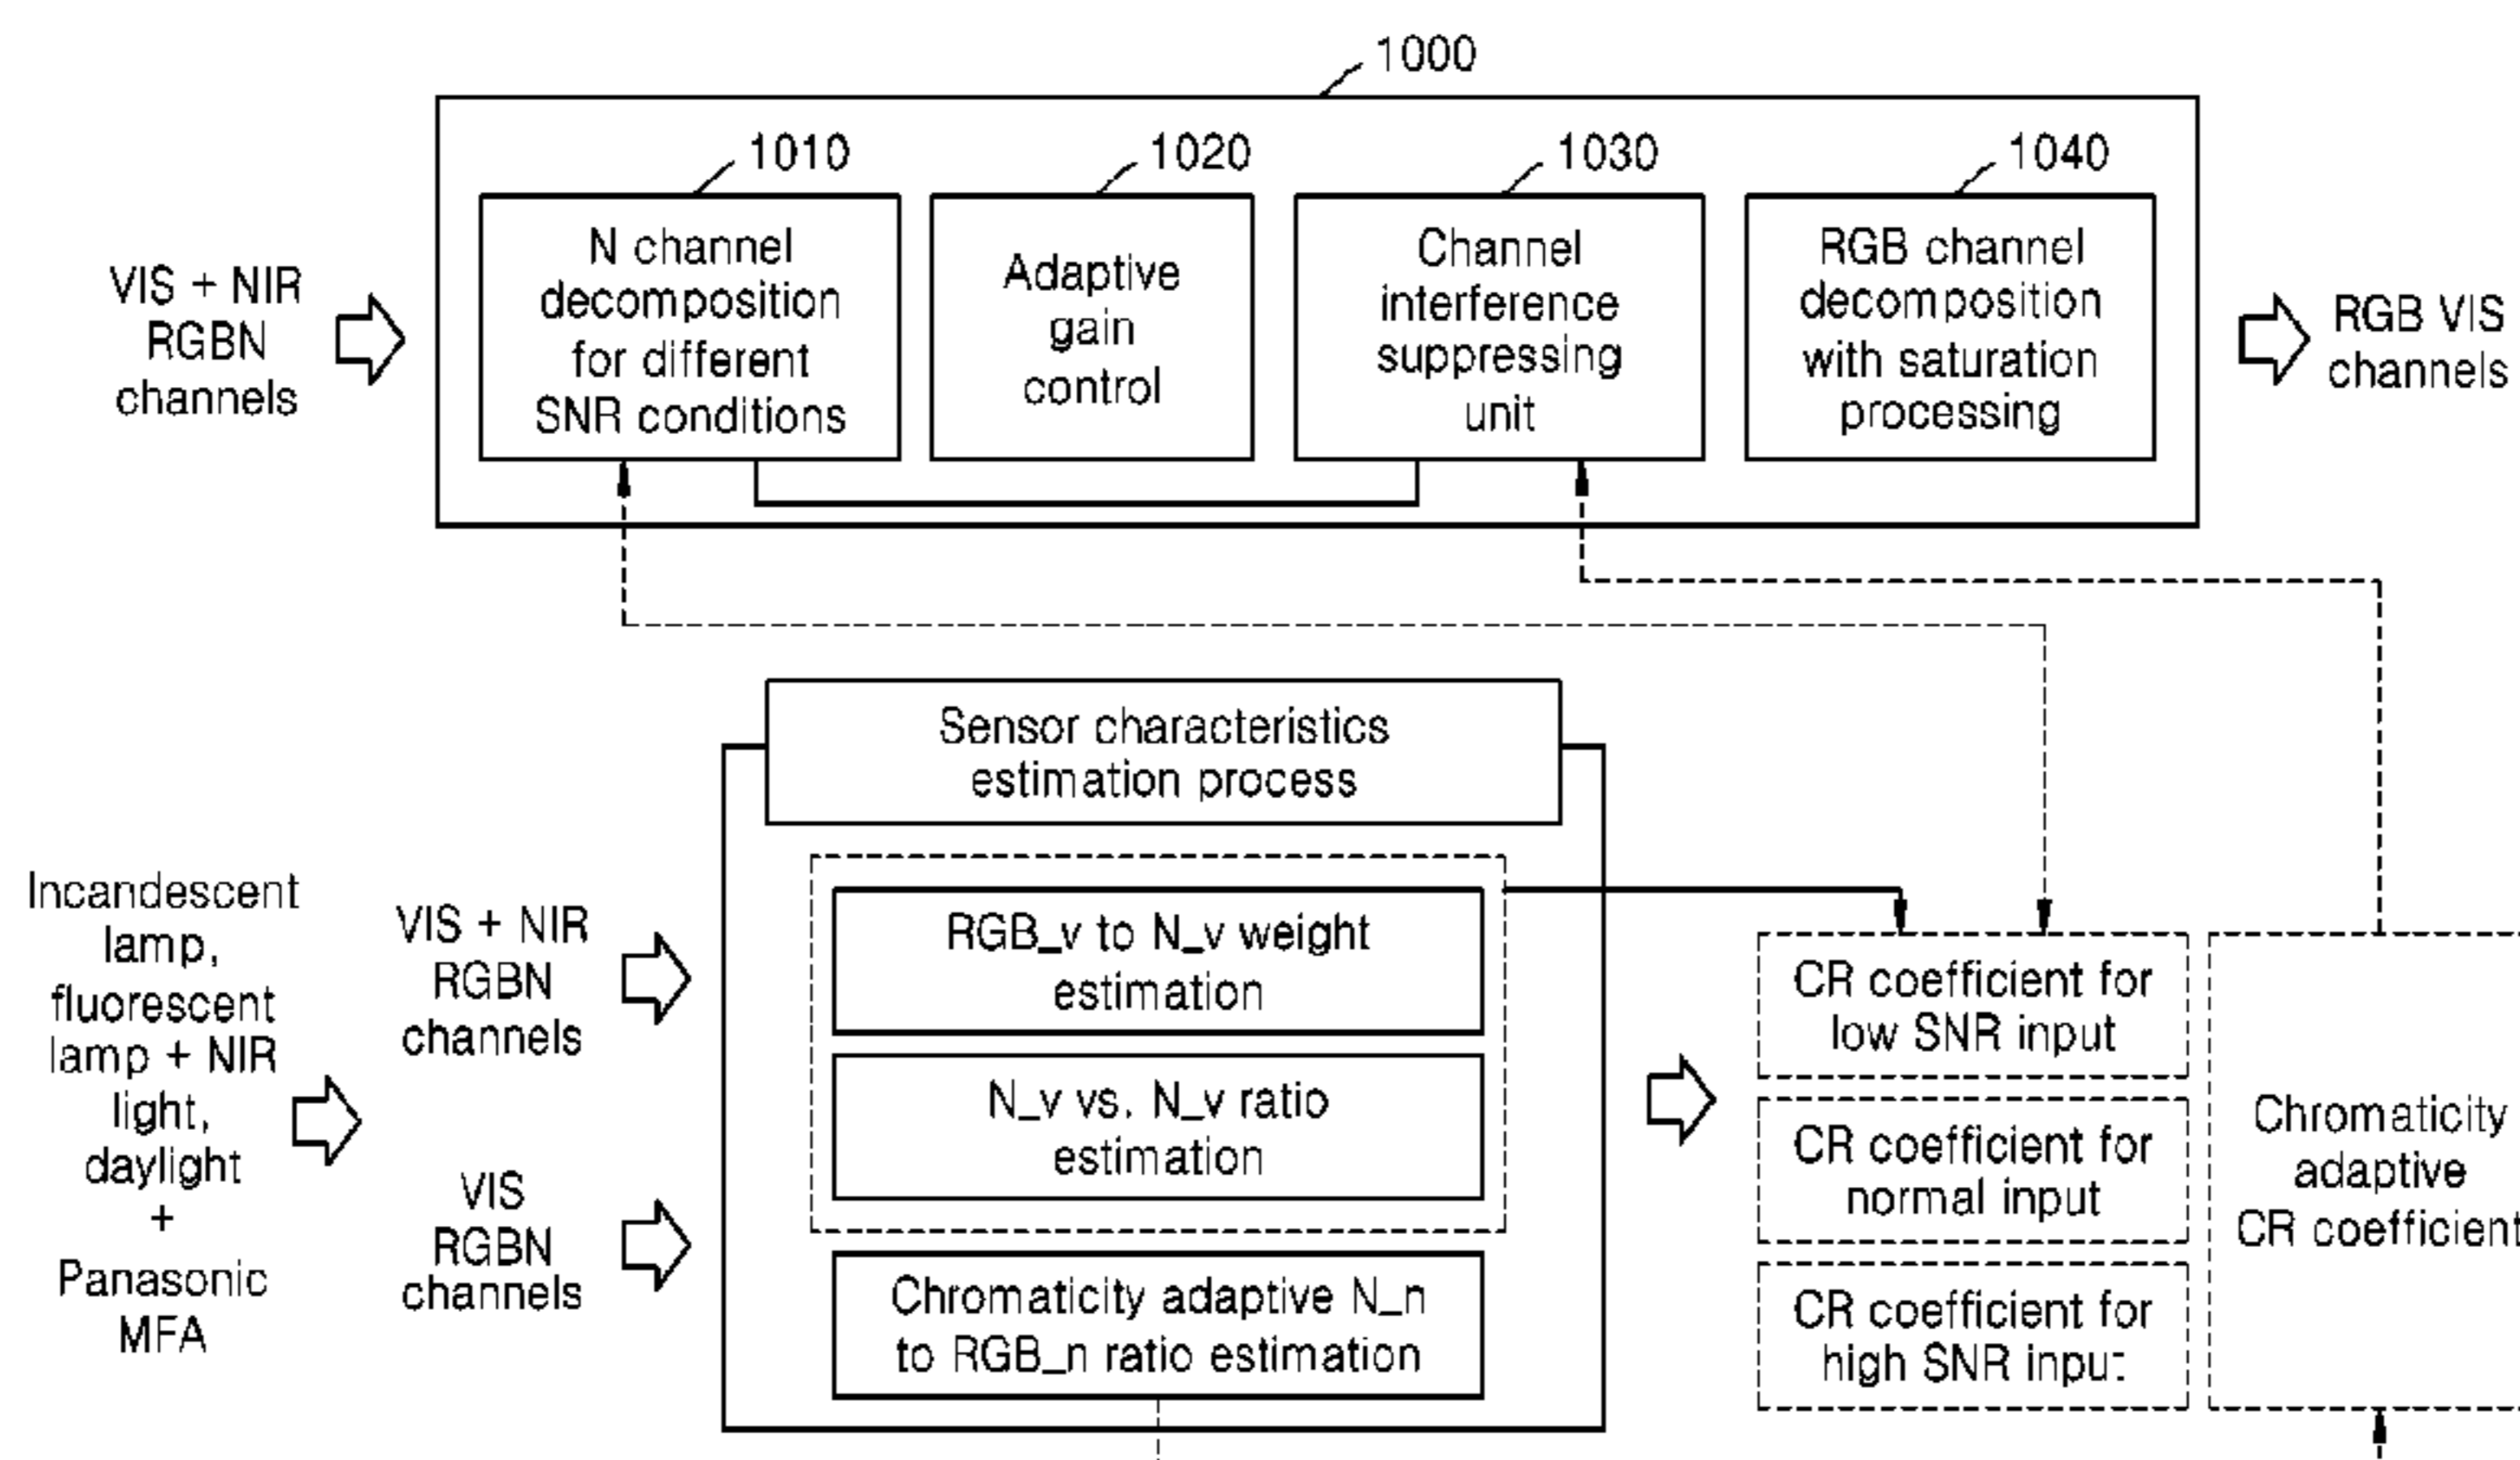 1000
1010
1020
1030
1040
VIS + NIR
RGBN
channels
N channel
decomposition
for different
SNR conditions
Adaptive
gain
control
Channel
interference
suppressing
unit
RGB channel
decomposition
with saturation
processing
RGB VIS
channels
Sensor characteristics
estimation process
Incandescent
lamp,
fluorescent
lamp + NIR
light,
daylight
+
Panasonic
MFA
VIS + NIR
RGBN
channels
VIS
RGBN
channels
RGB_v to N_v weight
estimation
N_v vs. N_v ratio
estimation
Chromaticity adaptive N_n
to RGB_n ratio estimation
CR coefficient for
low SNR input
CR coefficient for
normal input
CR coefficient for
high SNR input
Chromaticity
adaptive
CR coefficient